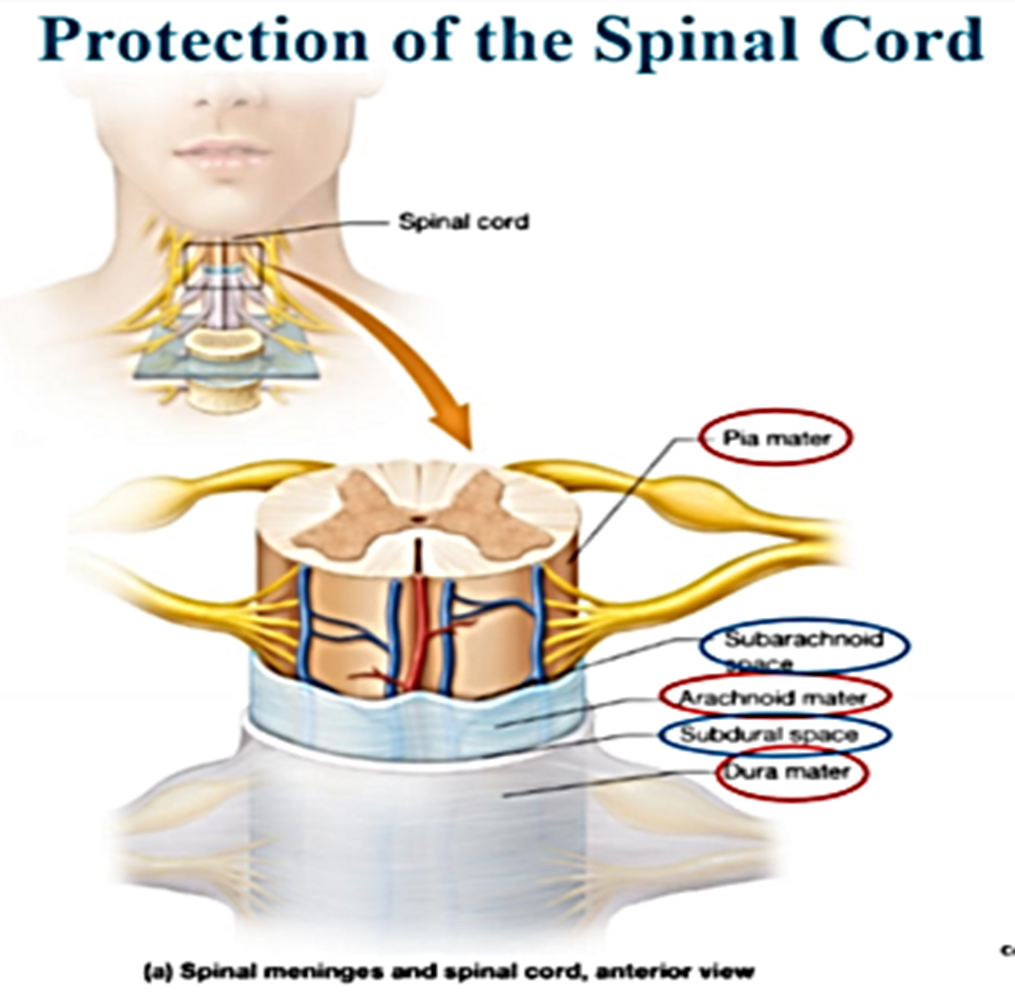 Protection of the Spinal Cord
Spinal cord
Pia mater
Subarachnoid
space
Arachnoid mater
Subdural space
Dura mater
(a) Spinal meninges and spinal cord, anterior view